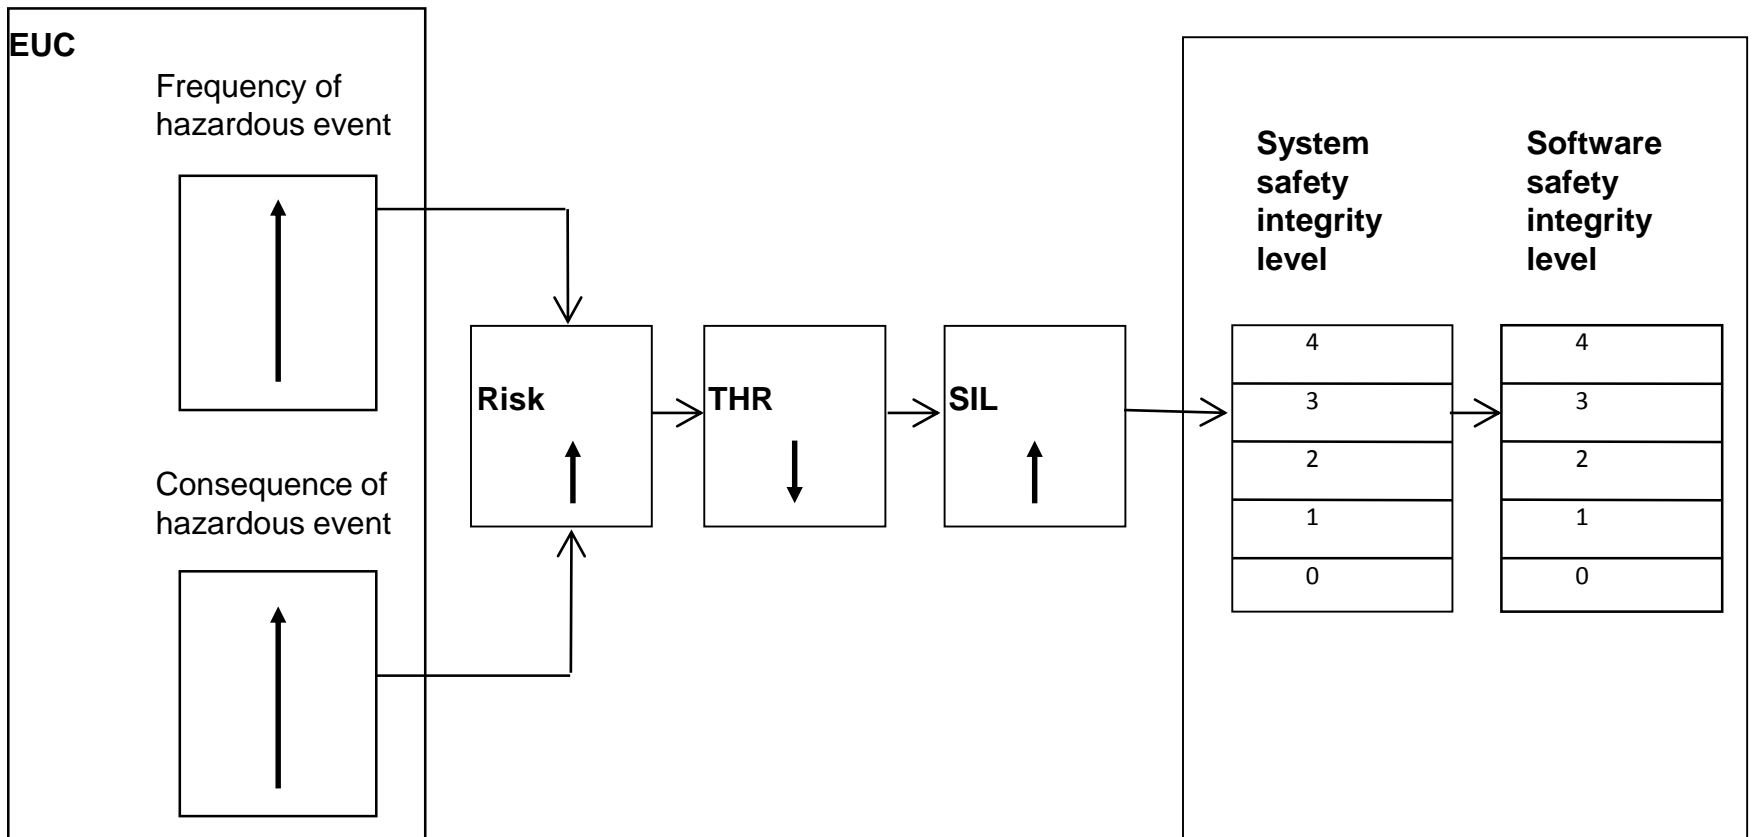 EUC
Frequency of
hazardous event
Consequence of
hazardous event
Risk
THR
SIL
System
safety
integrity
level
4
3
2
1
0
Software
safety
integrity
level
4
3
2
1
0